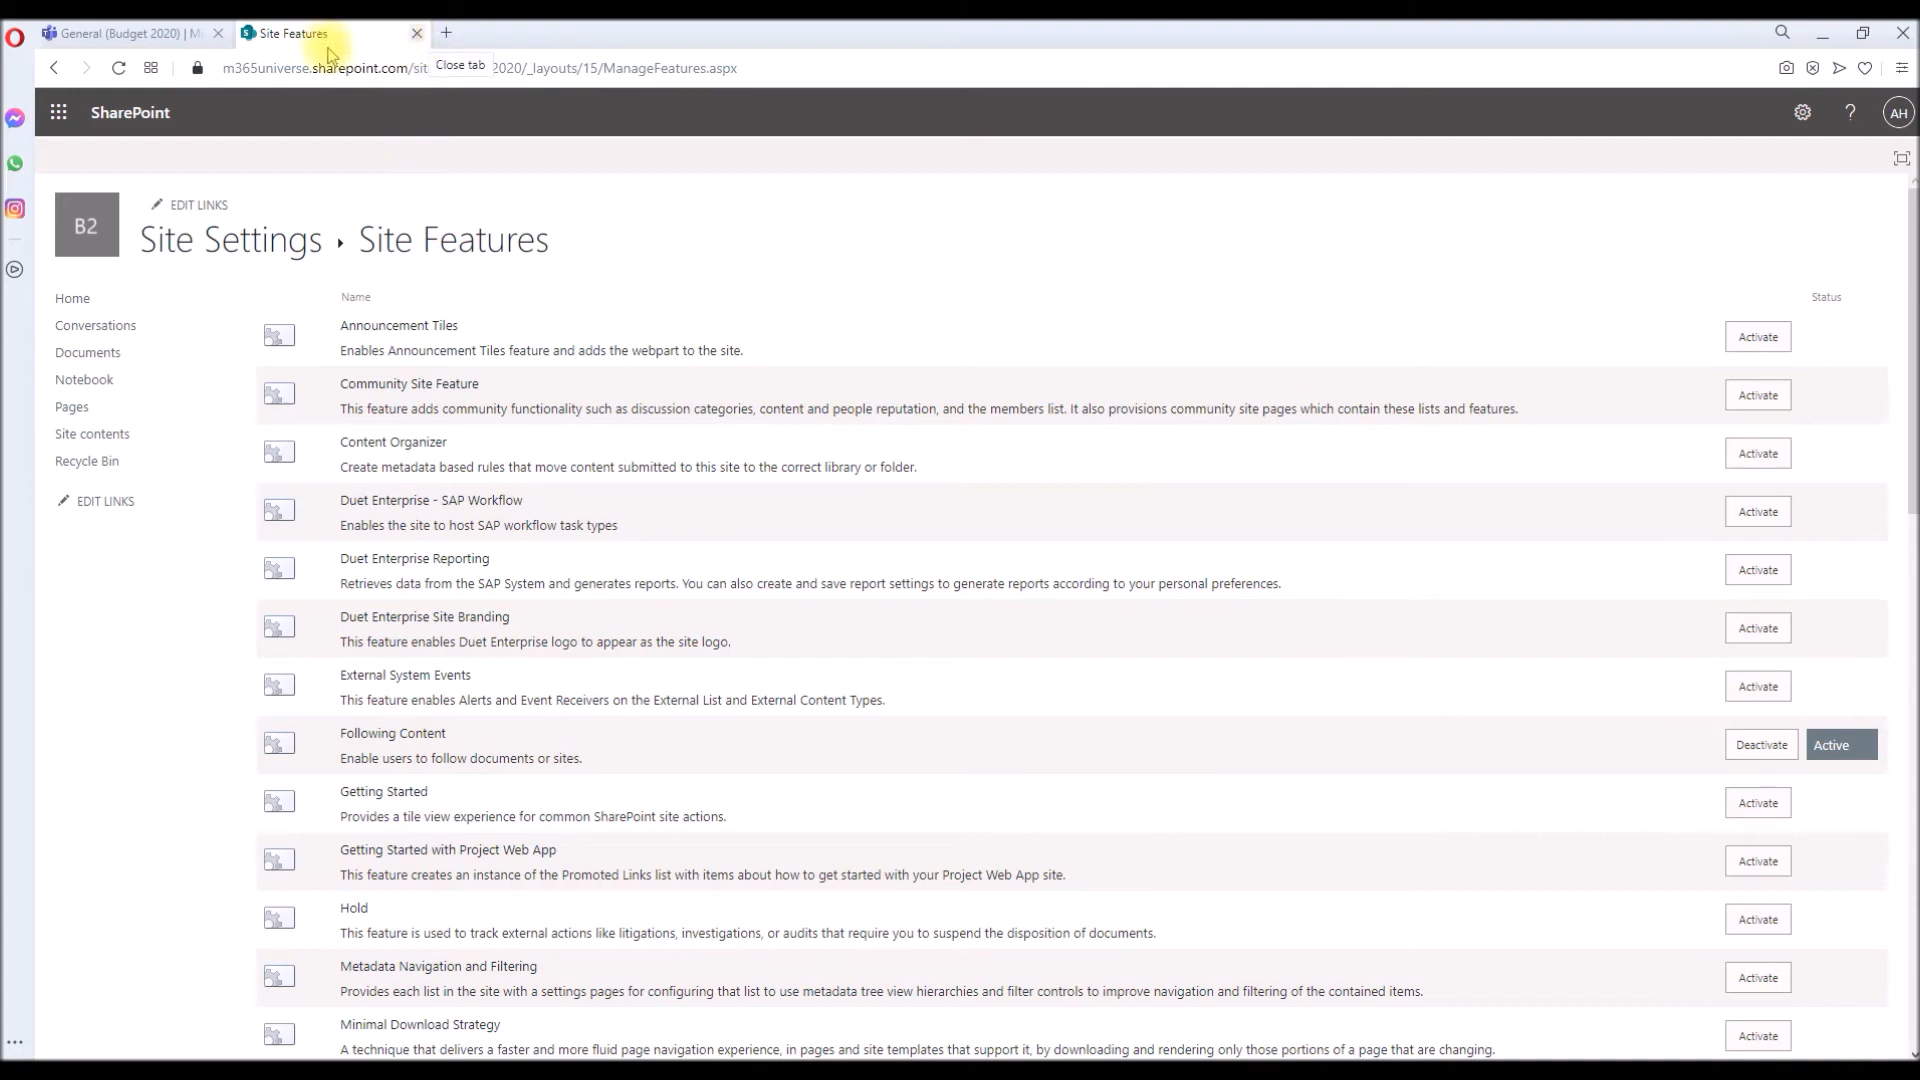 General (Budget 2020) | Mi
Site Features
Close tab
m365universe.sharepoint.com/sit 2020/_layouts/15/ManageFeatures.aspx
SharePoint
?
AH
B2
EDIT LINKS
Site Settings ▸ Site Features
Home
Conversations
Documents
Notebook
Pages
Site contents
Recycle Bin
EDIT LINKS
Name Status
Announcement Tiles
Enables Announcement Tiles feature and adds the webpart to the site.
Activate
Community Site Feature
This feature adds community functionality such as discussion categories, content and people reputation, and the members list. It also provisions community site pages which contain these lists and features.
Activate
Content Organizer
Create metadata based rules that move content submitted to this site to the correct library or folder.
Activate
Duet Enterprise - SAP Workflow
Enables the site to host SAP workflow task types
Activate
Duet Enterprise Reporting
Retrieves data from the SAP System and generates reports. You can also create and save report settings to generate reports according to your personal preferences.
Activate
Duet Enterprise Site Branding
This feature enables Duet Enterprise logo to appear as the site logo.
Activate
External System Events
This feature enables Alerts and Event Receivers on the External List and External Content Types.
Activate
Following Content
Enable users to follow documents or sites.
Deactivate Active
Getting Started
Provides a tile view experience for common SharePoint site actions.
Activate
Getting Started with Project Web App
This feature creates an instance of the Promoted Links list with items about how to get started with your Project Web App site.
Activate
Hold
This feature is used to track external actions like litigations, investigations, or audits that require you to suspend the disposition of documents.
Activate
Metadata Navigation and Filtering
Provides each list in the site with a settings pages for configuring that list to use metadata tree view hierarchies and filter controls to improve navigation and filtering of the contained items.
Activate
Minimal Download Strategy
A technique that delivers a faster and more fluid page navigation experience, in pages and site templates that support it, by downloading and rendering only those portions of a page that are changing.
Activate